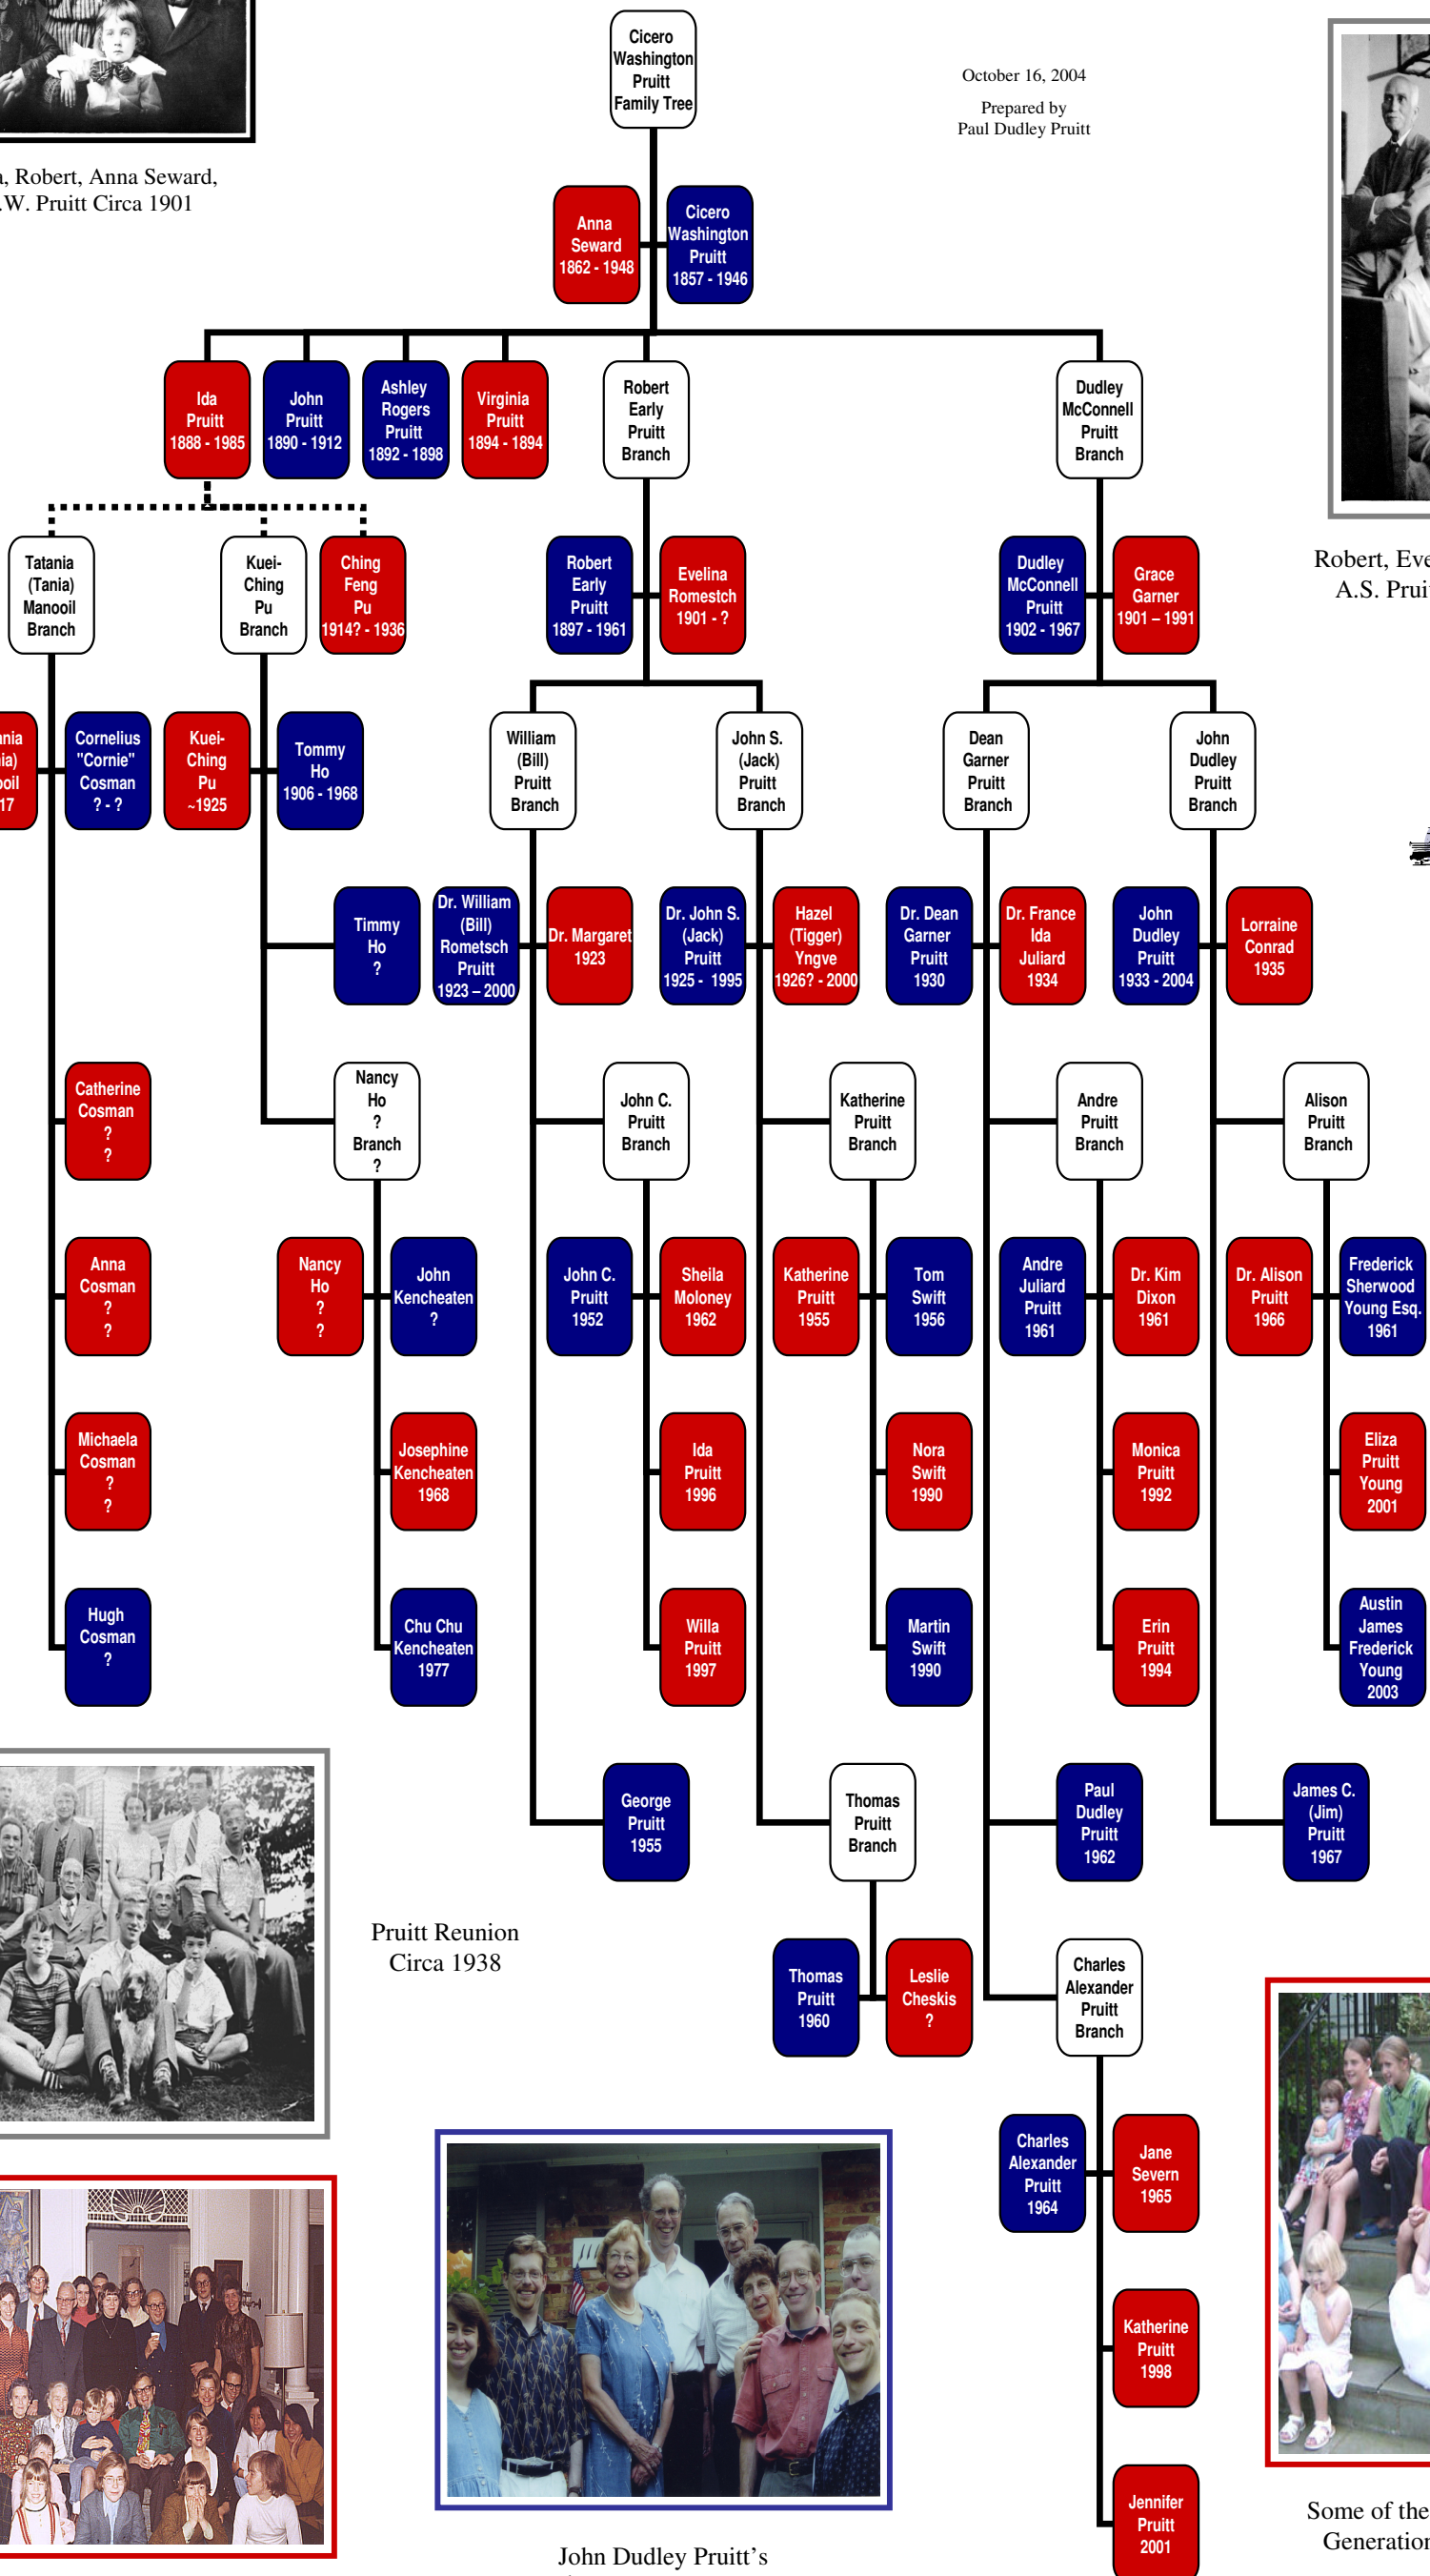 Cicero
Washington
Pruitt
Family Tree
October 16, 2004
Prepared by
Paul Dudley Pruitt
Robert, Anna Seward,
.W. Pruitt Circa 1901
Anna
Seward
1862 - 1948
Cicero
Washington
Pruitt
1857 - 1946
Ida
Pruitt
1888 - 1985
John
Pruitt
1890 - 1912
Ashley
Rogers
Pruitt
1892 - 1898
Virginia
Pruitt
1894 - 1894
Robert
Early
Pruitt
Branch
Dudley
McConnell
Pruitt
Branch
Tatania
(Tania)
Manooil
Branch
Kuei-
Ching
Pu
Branch
Ching
Feng
Pu
1914? - 1936
Robert
Early
Pruitt
1897 - 1961
Evelina
Romestch
1901 - ?
Dudley
McConnell
Pruitt
1902 - 1967
Grace
Garner
1901 – 1991
Robert, Eve
A.S. Prui
nia
ia)
ooil
17
Cornelius
"Cornie"
Cosman
? - ?
Kuei-
Ching
Pu
~1925
Tommy
Ho
1906 - 1968
William
(Bill)
Pruitt
Branch
John S.
(Jack)
Pruitt
Branch
Dean
Garner
Pruitt
Branch
John
Dudley
Pruitt
Branch
Timmy
Ho
?
Dr. William
(Bill)
Rometsch
Pruitt
1923 – 2000
Dr. Margaret
1923
Dr. John S.
(Jack)
Pruitt
1925 - 1995
Hazel
(Tigger)
Yngve
1926? - 2000
Dr. Dean
Garner
Pruitt
1930
Dr. France
Ida
Juliard
1934
John
Dudley
Pruitt
1933 - 2004
Lorraine
Conrad
1935
Catherine
Cosman
?
?
Nancy
Ho
?
Branch
?
John C.
Pruitt
Branch
Katherine
Pruitt
Branch
Andre
Pruitt
Branch
Alison
Pruitt
Branch
Anna
Cosman
?
?
Nancy
Ho
?
?
John
Kencheaten
?
John C.
Pruitt
1952
Sheila
Moloney
1962
Katherine
Pruitt
1955
Tom
Swift
1956
Andre
Juliard
Pruitt
1961
Dr. Kim
Dixon
1961
Dr. Alison
Pruitt
1966
Frederick
Sherwood
Young Esq.
1961
Michaela
Cosman
?
?
Josephine
Kencheaten
1968
Ida
Pruitt
1996
Nora
Swift
1990
Monica
Pruitt
1992
Eliza
Pruitt
Young
2001
Hugh
Cosman
?
Chu Chu
Kencheaten
1977
Willa
Pruitt
1997
Martin
Swift
1990
Erin
Pruitt
1994
Austin
James
Frederick
Young
2003
George
Pruitt
1955
Thomas
Pruitt
Branch
Paul
Dudley
Pruitt
1962
James C.
(Jim)
Pruitt
1967
Pruitt Reunion
Circa 1938
Thomas
Pruitt
1960
Leslie
Cheskis
?
Charles
Alexander
Pruitt
Branch
Charles
Alexander
Pruitt
1964
Jane
Severn
1965
Katherine
Pruitt
1998
Jennifer
Pruitt
2001
Some of the
Generation
John Dudley Pruitt’s